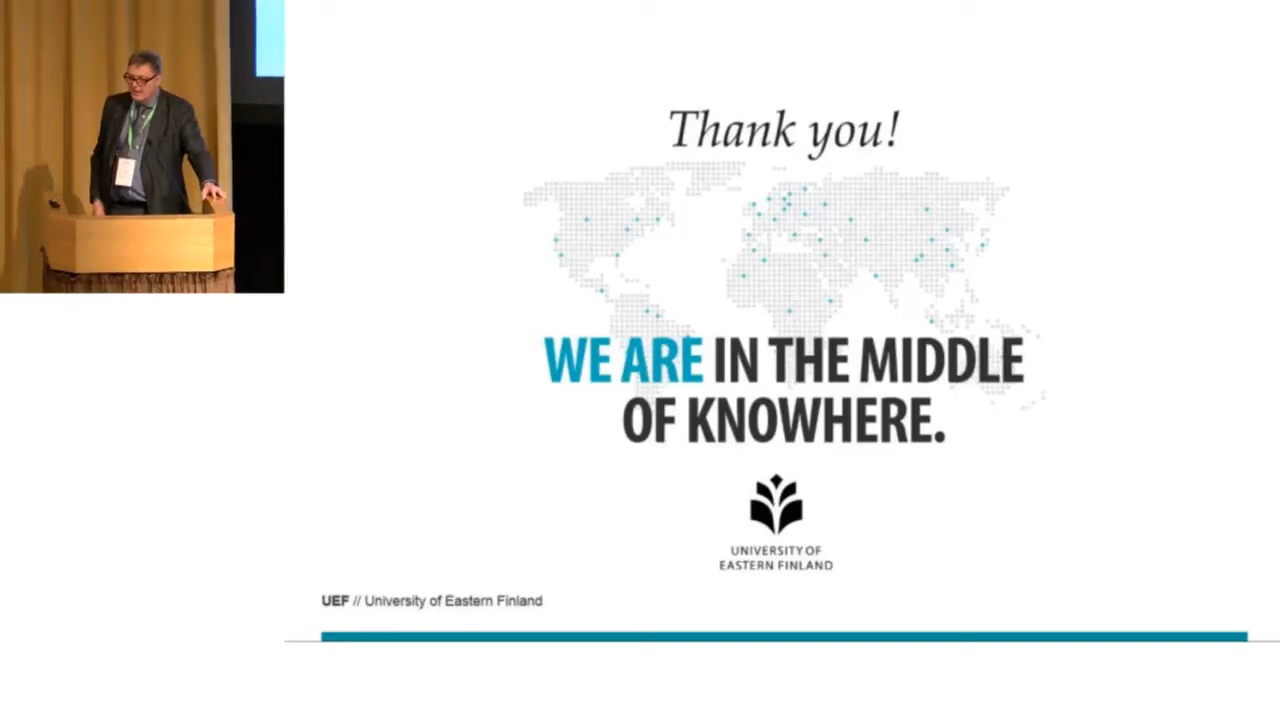 Thank you!
WE ARE IN THE MIDDLE
OF KNOWHERE.
UNIVERSITY OF
EASTERN FINLAND
UEF // University of Eastern Finland